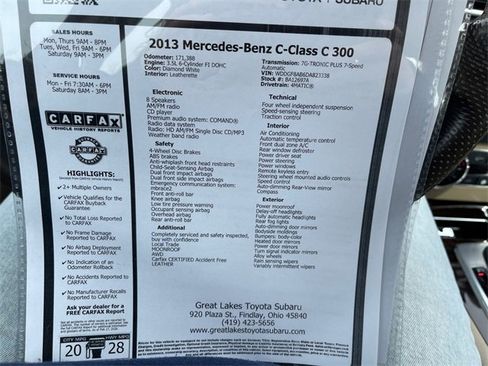 SALES HOURS
Mon, Thurs 9AM - 8PM
Tues, Wed, Fri 9AM - 6PM
Saturday 9AM - 3PM
SERVICE HOURS
Mon - Fri 7:30AM - 6PM
Saturday 8AM - 3PM
CARFAX
VEHICLE HISTORY REPORTS
CARFAX
HIGHLIGHTS:
✓ 2+ Multiple Owners
✓ Vehicle Qualifies for the
CARFAX Buyback
Guarantee
✓ No Total Loss Reported
to CARFAX
✓ No Frame Damage
Reported to CARFAX
✓ No Airbag Deployment
Reported to CARFAX
✓ No Indication of an
Odometer Rollback
✓ No Accidents Reported
to CARFAX
✓ No Manufacturer Recalls
Reported to CARFAX
Ask your dealer for a
FREE CARFAX Report
CITY MPG HWY MPG
20 28
SUBARU
2013 Mercedes-Benz C-Class C 300
Odometer: 171,388
Engine: 3.5L 6-Cylinder FI DOHC
Color: Diamond White
Interior: Leatherette
Transmission: 7G-TRONIC PLUS 7-Speed
Automatic
VIN: WDDGF8AB6DA823338
Stock: BA12697A
Drivetrain: 4MATIC®
Electronic
8 Speakers
AM/FM radio
CD player
Premium audio system: COMAND®
Radio data system
Radio: HD AM/FM Single Disc CD/MP3
Weather band radio
Safety
4-Wheel Disc Brakes
ABS brakes
Anti-whiplash front head restraints
Child-Seat-Sensing Airbag
Dual front impact airbags
Dual front side impact airbags
Emergency communication system:
mbrace2
Front anti-roll bar
Knee airbag
Low tire pressure warning
Occupant sensing airbag
Overhead airbag
Rear anti-roll bar
Additional
Completely serviced and safety inspected,
buy with confidence
Local Trade
MOONROOF
AWD
Carfax CERTIFIED Accident Free
LEATHER
Technical
Four wheel independent suspension
Speed-sensing steering
Traction control
Interior
Air Conditioning
Automatic temperature control
Front dual zone A/C
Rear window defroster
Power driver seat
Power steering
Power windows
Remote keyless entry
Steering wheel mounted audio controls
Speed control
Auto-dimming Rear-View mirror
Compass
Exterior
Power moonroof
Delay-off headlights
Fully automatic headlights
Front fog lights
Rear fog lights
Auto-dimming door mirrors
Bodyside moldings
Bumpers: body-color
Heated door mirrors
Power door mirrors
Turn signal indicator mirrors
Alloy wheels
Rain sensing wipers
Variably intermittent wipers
Great Lakes Toyota Subaru
920 Plaza St., Findlay, Ohio 45840
(419) 423-5656
www.greatlakestoyotasubaru.com